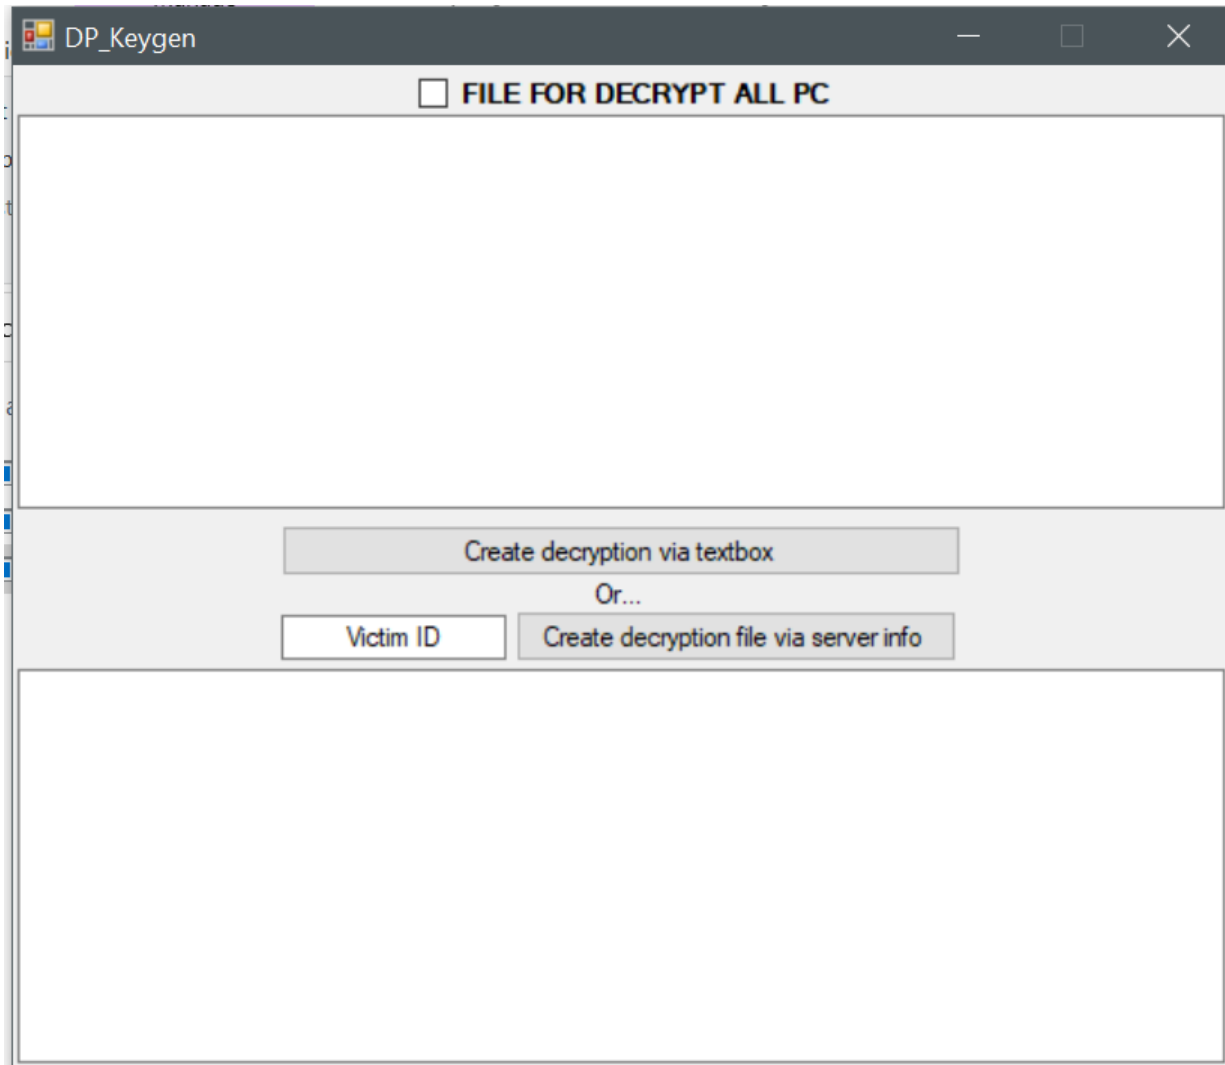 DP_Keygen
FILE FOR DECRYPT ALL PC
Create decryption via textbox
Or...
Victim ID
Create decryption file via server info